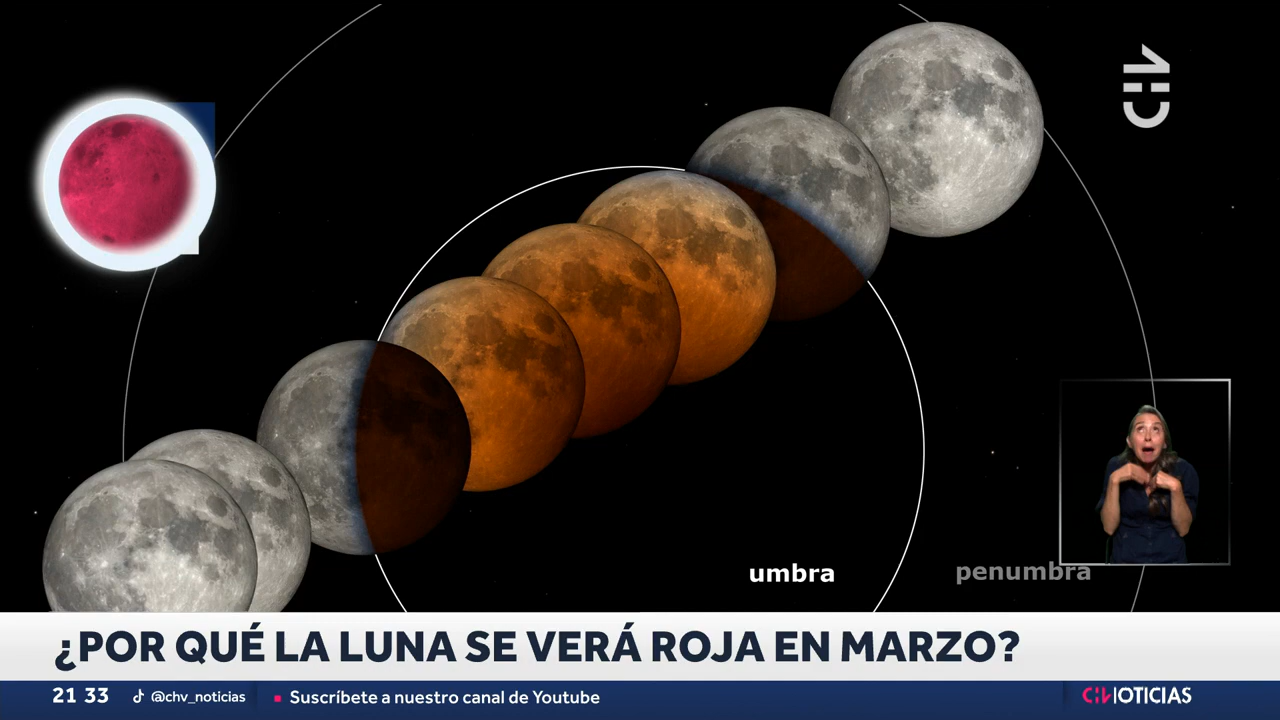 CHV
umbra
penumbra
¿POR QUÉ LA LUNA SE VERÁ ROJA EN MARZO?
21 33 @chv_noticias Suscríbete a nuestro canal de Youtube CHVNOTICIAS